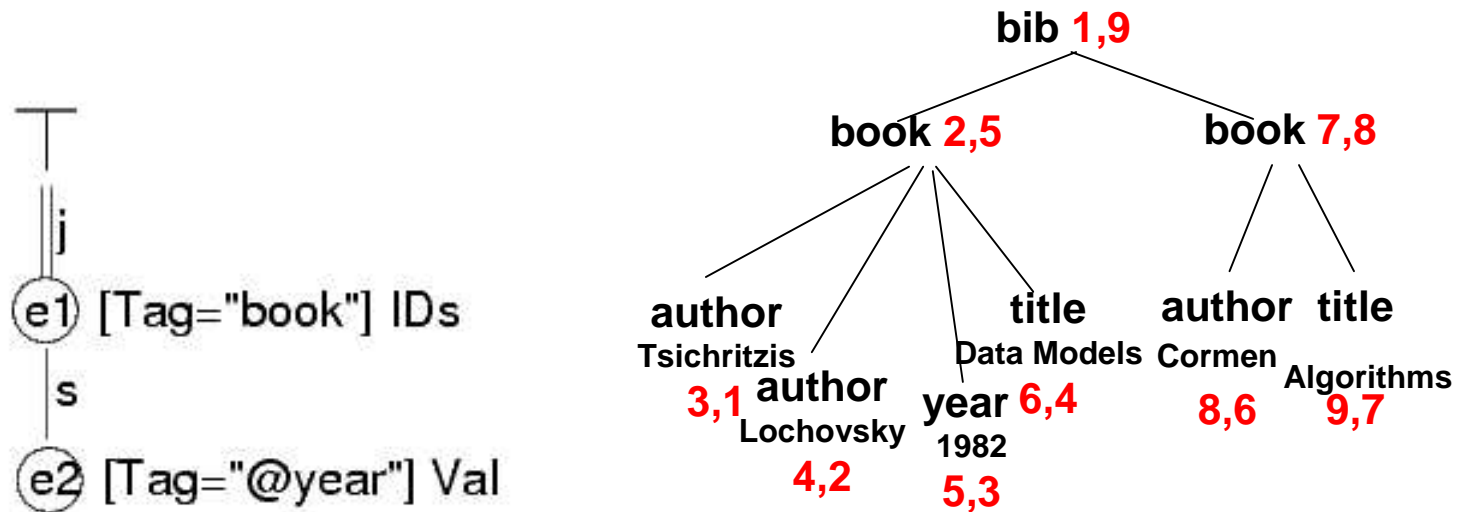 j
e1 [Tag="book"] IDs
s
e2 [Tag="@year"] Val
bib 1,9
book 2,5
book 7,8
author
Tsichritzis
3,1
author
Lochovsky
4,2
year
1982
5,3
title
Data Models
6,4
author
Cormen
8,6
title
Algorithms
9,7